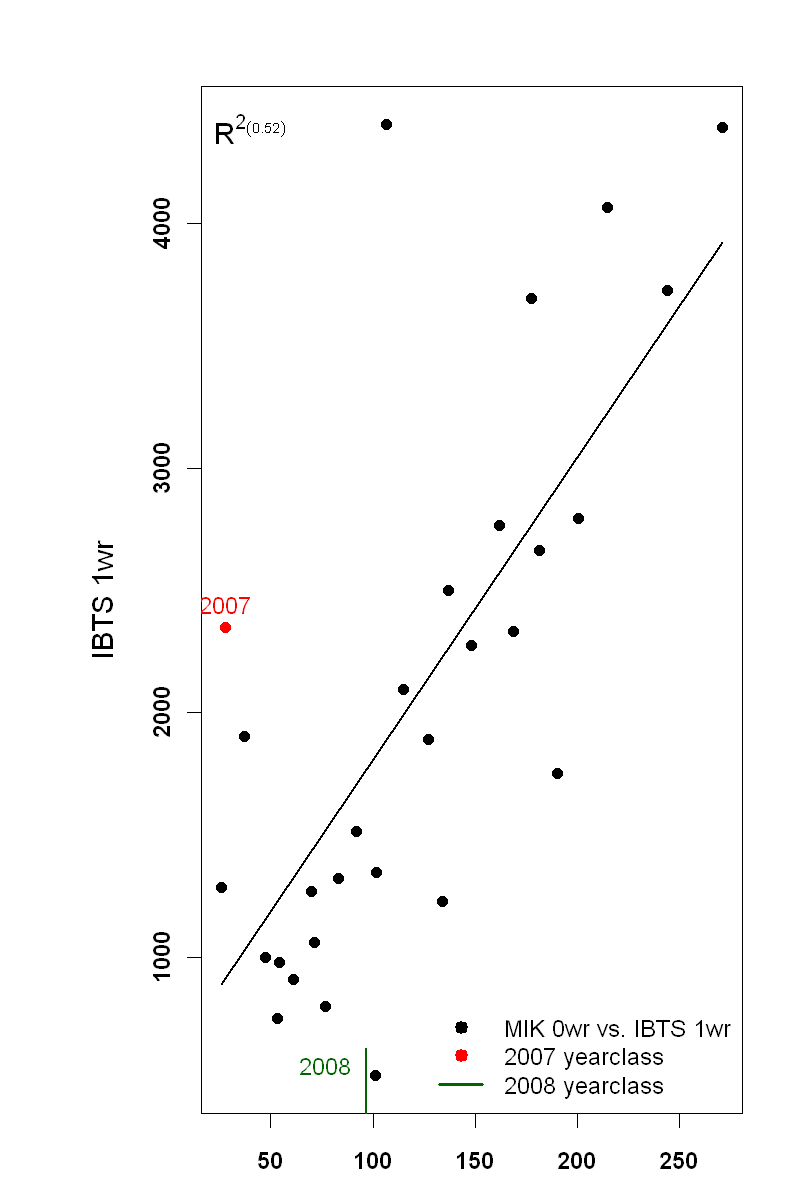 R2(0.52)
4000
3000
2000
1000
IBTS 1wr
2007
2008
MIK 0wr vs. IBTS 1wr
2007 yearclass
2008 yearclass
50 100 150 200 250